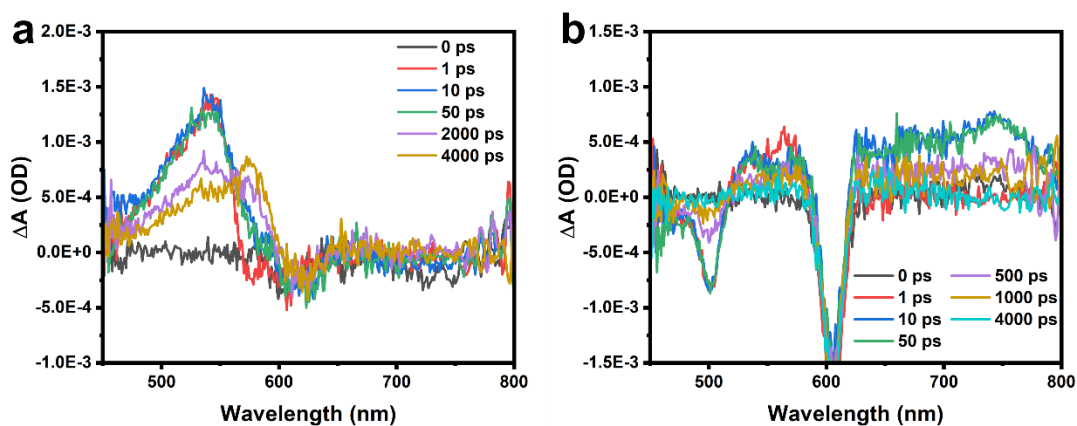 a
2.0E-3
1.5E-3
1.0E-3
5.0E-4
0.0E+0
-5.0E-4
-1.0E-3
ΔA (OD)
0 ps
1 ps
10 ps
50 ps
2000 ps
4000 ps
500 600 700 800
Wavelength (nm)
b
1.5E-3
1.0E-3
5.0E-4
0.0E+0
-5.0E-4
-1.0E-3
-1.5E-3
ΔA (OD)
0 ps 500 ps
1 ps 1000 ps
10 ps 4000 ps
50 ps
500 600 700 800
Wavelength (nm)